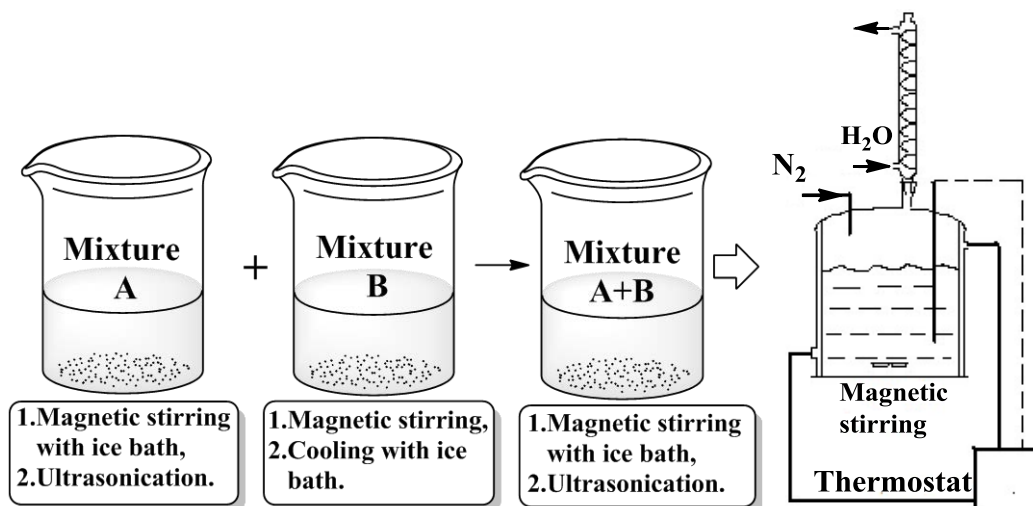 Mixture
A
+
Mixture
B
Mixture
A+B
1.Magnetic stirring
with ice bath,
2.Ultrasonication.
1.Magnetic stirring,
2.Cooling with ice
bath.
1.Magnetic stirring
with ice bath,
2.Ultrasonication.
H₂O
N₂
Magnetic
stirring
Thermostat